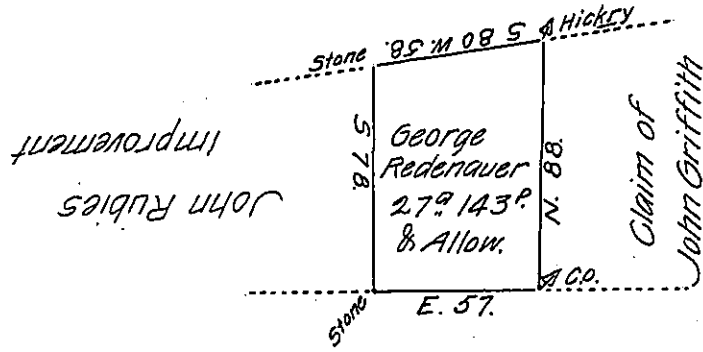 Stone
S 80 W 58.
Hickry
John Rubies
Improvement
S 78.
George
Redenauer
27a. 143p.
& Allow.
N. 88.
Claim of
John Griffith
Stone
E. 57.
C.O.